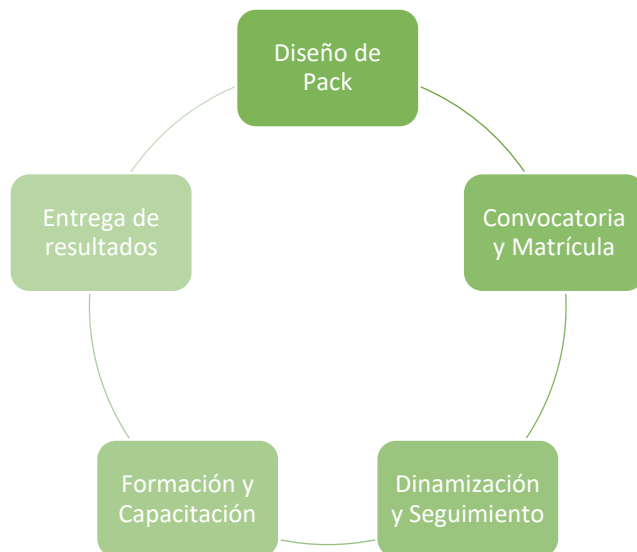 Diseño de
Pack
Convocatoria
y Matrícula
Dinamización
y Seguimiento
Formación y
Capacitación
Entrega de
resultados